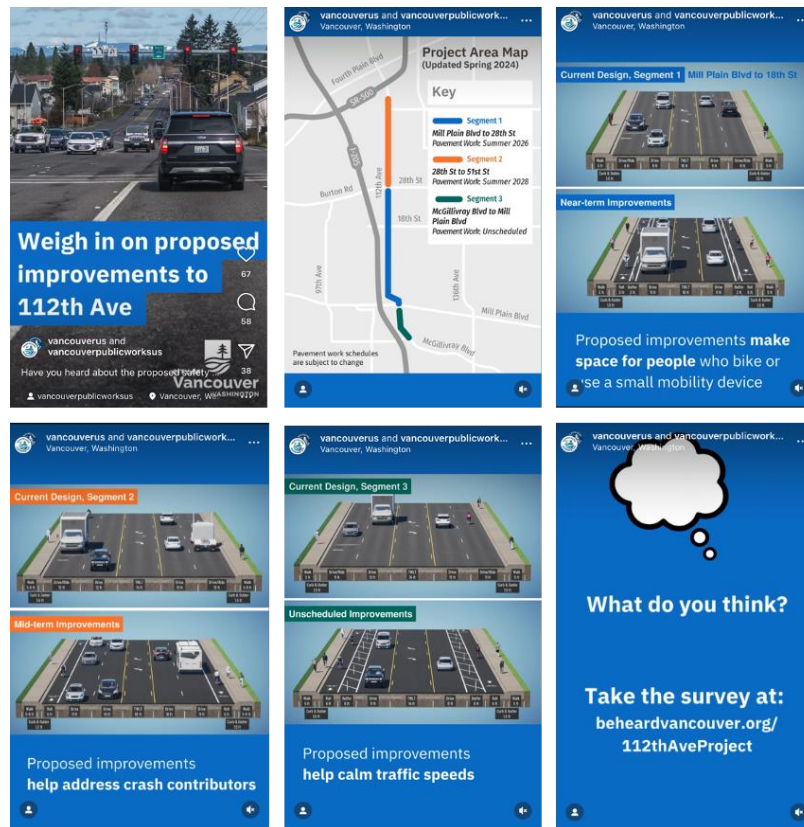 Weigh in on proposed
improvements to
112th Ave
67
58
38
vancouverus and
vancouverpublicworksus
Have you heard about the proposed safety
Vancouver
WASHINGTON
vancouverpublicworksus
vancouverus and vancouverpublicwork...
Vancouver, Washington
Project Area Map
(Updated Spring 2024)
Key
Segment 1
Mill Plain Blvd to 28th St
Pavement Work: Summer 2026
Segment 2
28th St to 51st St
Pavement Work: Summer 2028
Segment 3
McGillivray Blvd to Mill
Plain Blvd
Pavement Work: Unscheduled
Fourth Plain Blvd
SR-500
I-205
112th Ave
Burton Rd
28th St
18th St
97th Ave
136th Ave
Mill Plain Blvd
McGillivray Blvd
Pavement work schedules
are subject to change
vancouverus and vancouverpublicwork...
Vancouver, Washington
Current Design, Segment 1 Mill Plain Blvd to 18th St
Near-term Improvements
Proposed improvements make
space for people who bike or
use a small mobility device
vancouverus and vancouverpublicwork...
Vancouver, Washington
Current Design, Segment 2
Mid-term Improvements
Proposed improvements
help address crash contributors
vancouverus and vancouverpublicwork...
Vancouver, Washington
Current Design, Segment 3
Unscheduled Improvements
Proposed improvements
help calm traffic speeds
vancouverus and vancouverpublicwork...
Vancouver, Washington
What do you think?
Take the survey at:
beheardvancouver.org/
112thAveProject